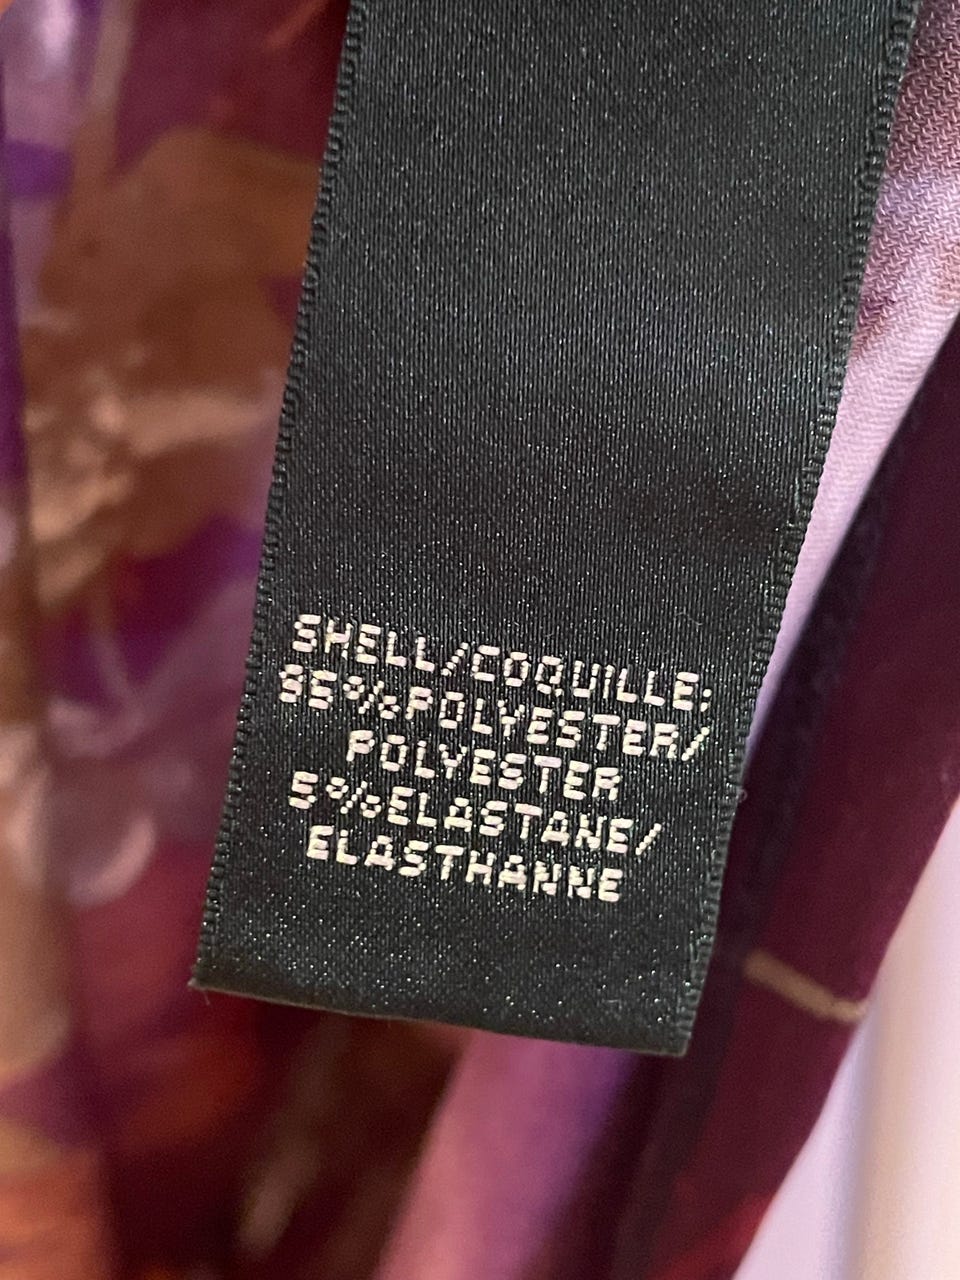 SHELL/COQUILLE:
95%POLYESTER/
POLYESTER
5%ELASTANE/
ELASTHANNE